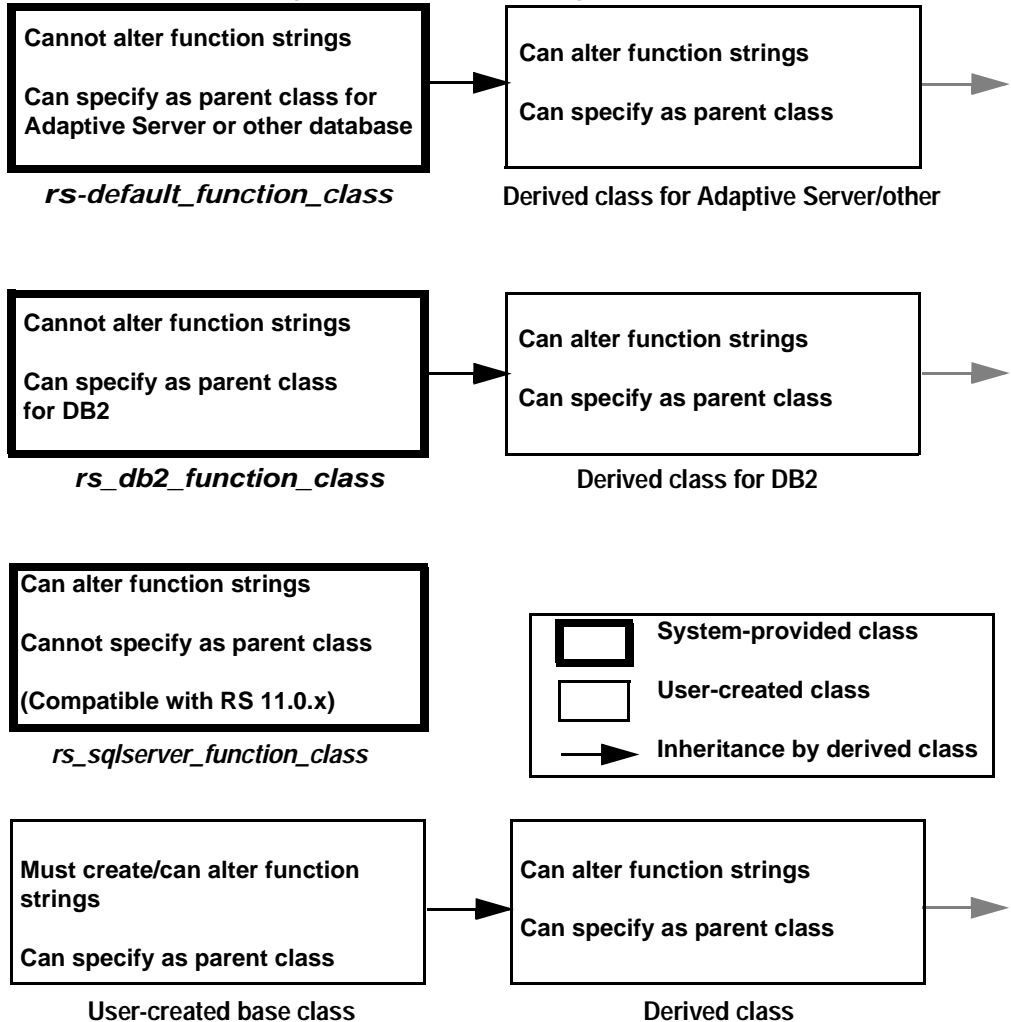 Cannot alter function strings
Can specify as parent class for
Adaptive Server or other database
rs-default_function_class
Can alter function strings
Can specify as parent class
Derived class for Adaptive Server/other
Cannot alter function strings
Can specify as parent class
for DB2
rs_db2_function_class
Can alter function strings
Can specify as parent class
Derived class for DB2
Can alter function strings
Cannot specify as parent class
(Compatible with RS 11.0.x)
rs_sqlserver_function_class
System-provided class
User-created class
Inheritance by derived class
Must create/can alter function
strings
Can specify as parent class
User-created base class
Can alter function strings
Can specify as parent class
Derived class